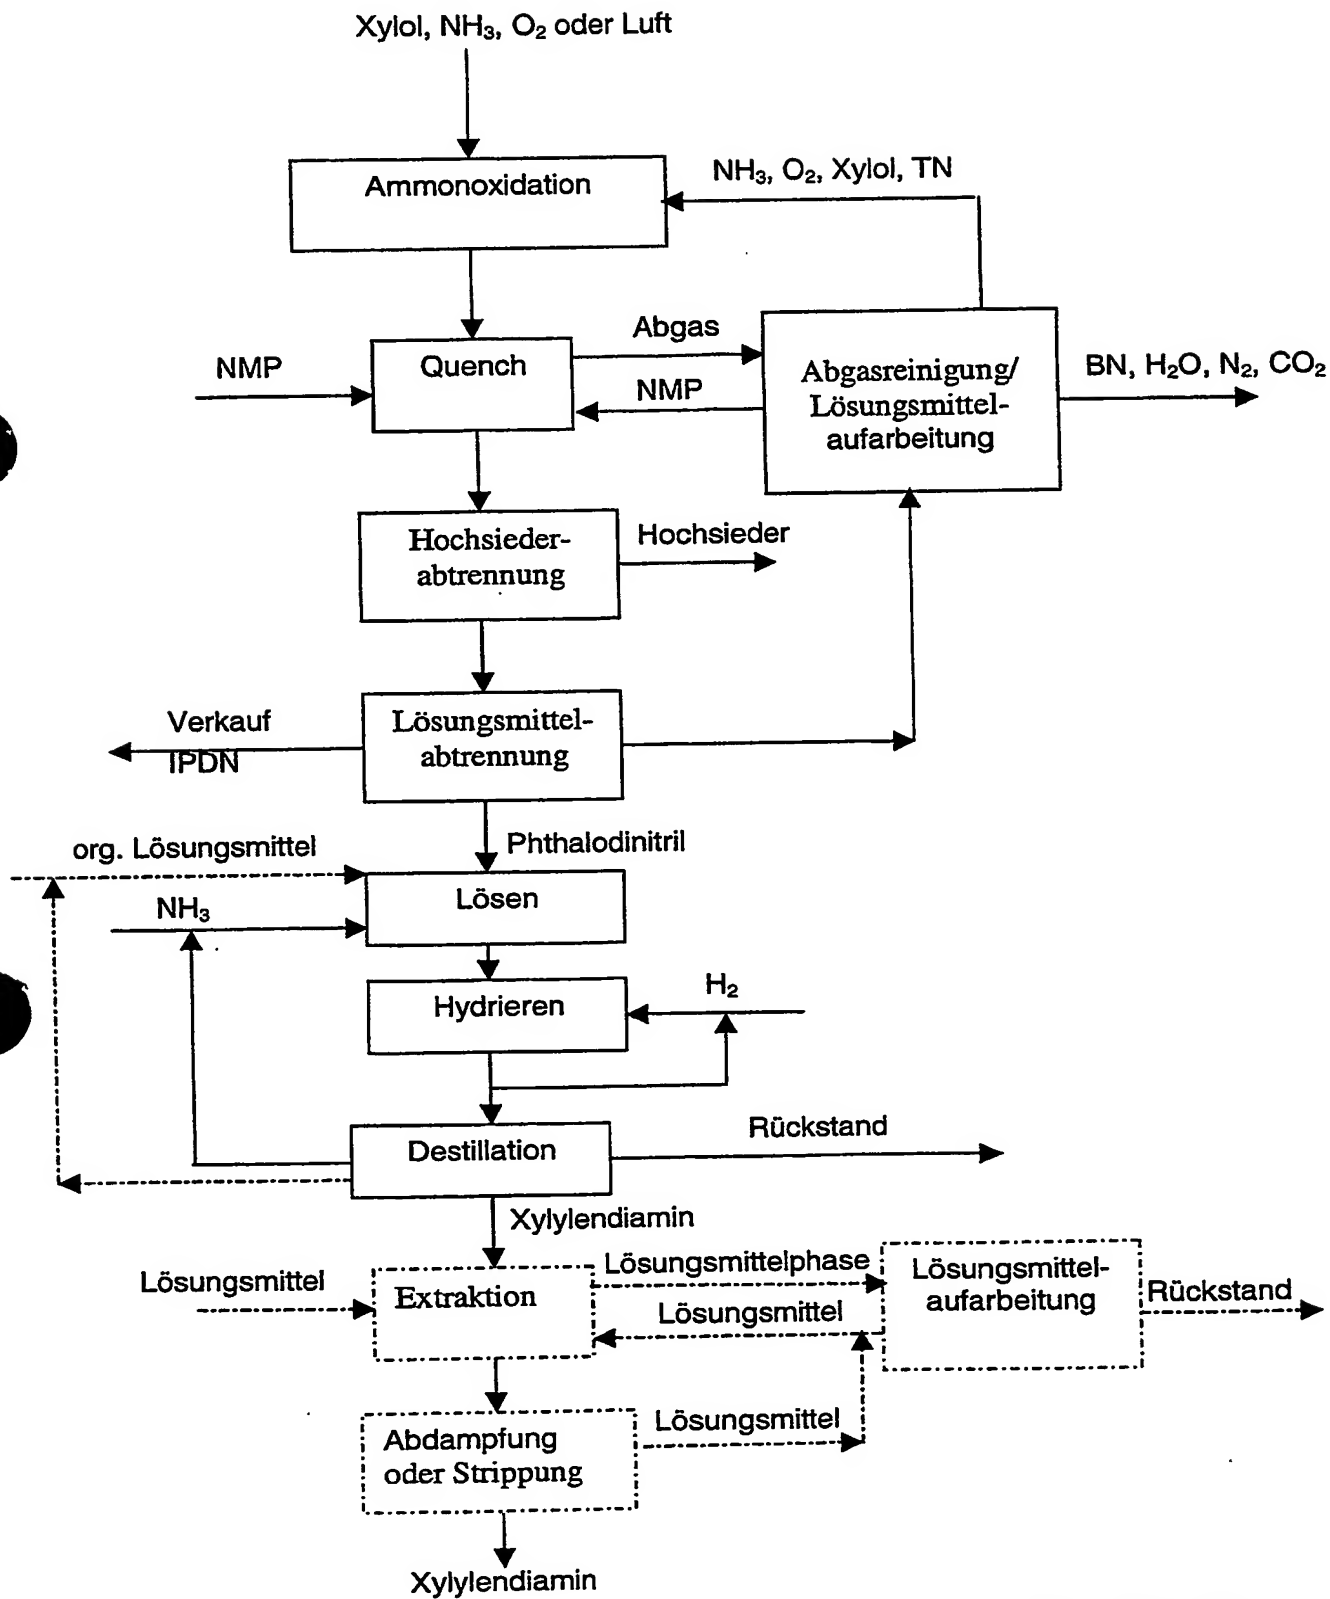 Xylol, NH₃, O₂ oder Luft
Ammonoxidation
NH₃, O₂, Xylol, TN
NMP
Quench
Abgas
NMP
Abgasreinigung/
Lösungsmittel-
aufarbeitung
BN, H₂O, N₂, CO₂
Hochsieder-
abtrennung
Hochsieder
Verkauf
IPDN
Lösungsmittel-
abtrennung
Phthalodinitril
org. Lösungsmittel
NH₃
Lösen
Hydrieren
H₂
Destillation
Rückstand
Xylylendiamin
Lösungsmittel
Extraktion
Lösungsmittelphase
Lösungsmittel
Lösungsmittel-
aufarbeitung
Rückstand
Abdampfung
oder Strippung
Lösungsmittel
Xylylendiamin